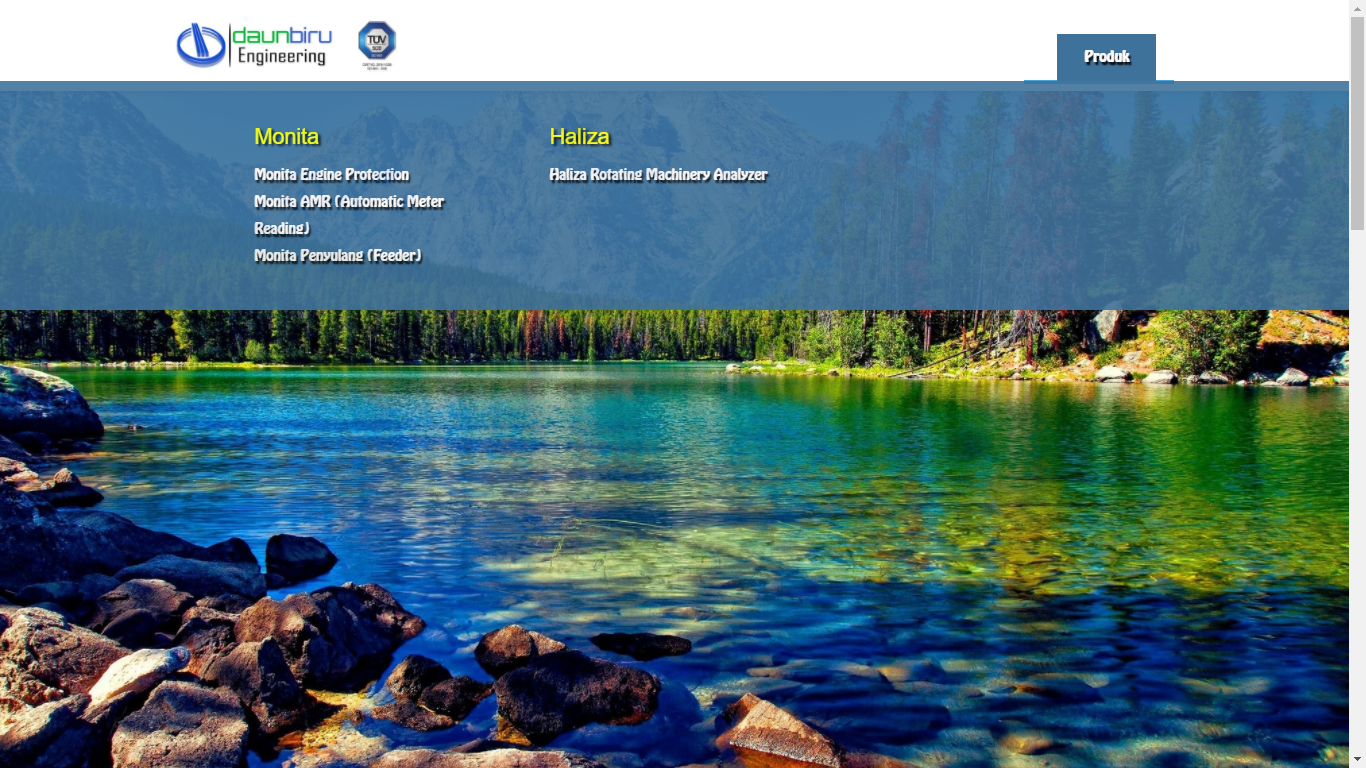 daunbiru
Engineering
TÜV
Produk
Monita
Haliza
Monita Engine Protection
Haliza Rotating Machinery Analyzer
Monita AMR (Automatic Meter
Reading)
Monita Penyulang (Feeder)